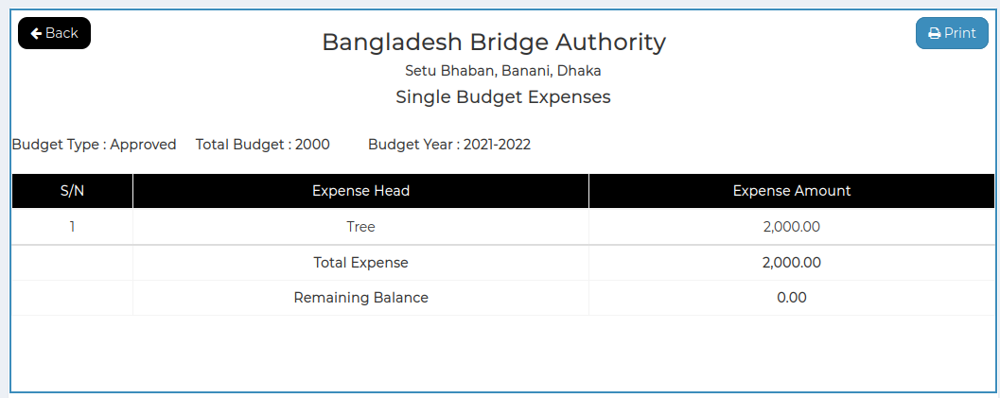 Back
Print
Bangladesh Bridge Authority
Setu Bhaban, Banani, Dhaka
Single Budget Expenses
Budget Type : Approved Total Budget : 2000 Budget Year : 2021-2022
S/N Expense Head Expense Amount
1 Tree 2,000.00
Total Expense 2,000.00
Remaining Balance 0.00